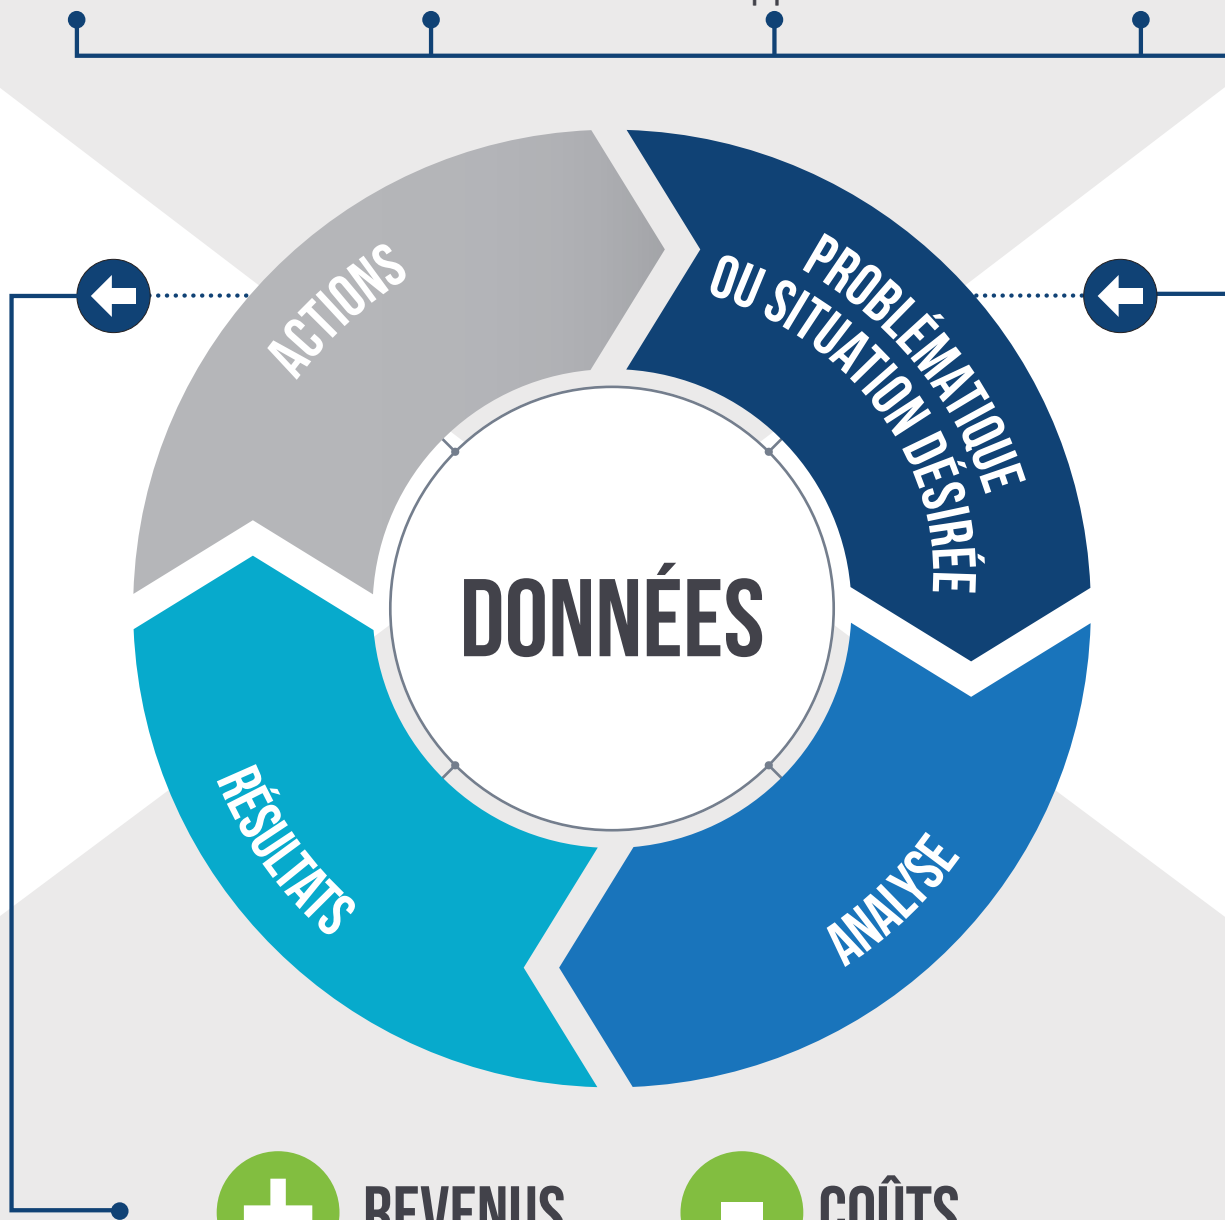 ACTIONS
PROBLÉMATIQUE
OU SITUATION DÉSIRÉE
DONNÉES
RÉSULTATS
ANALYSE
REVENUS
COÛTS